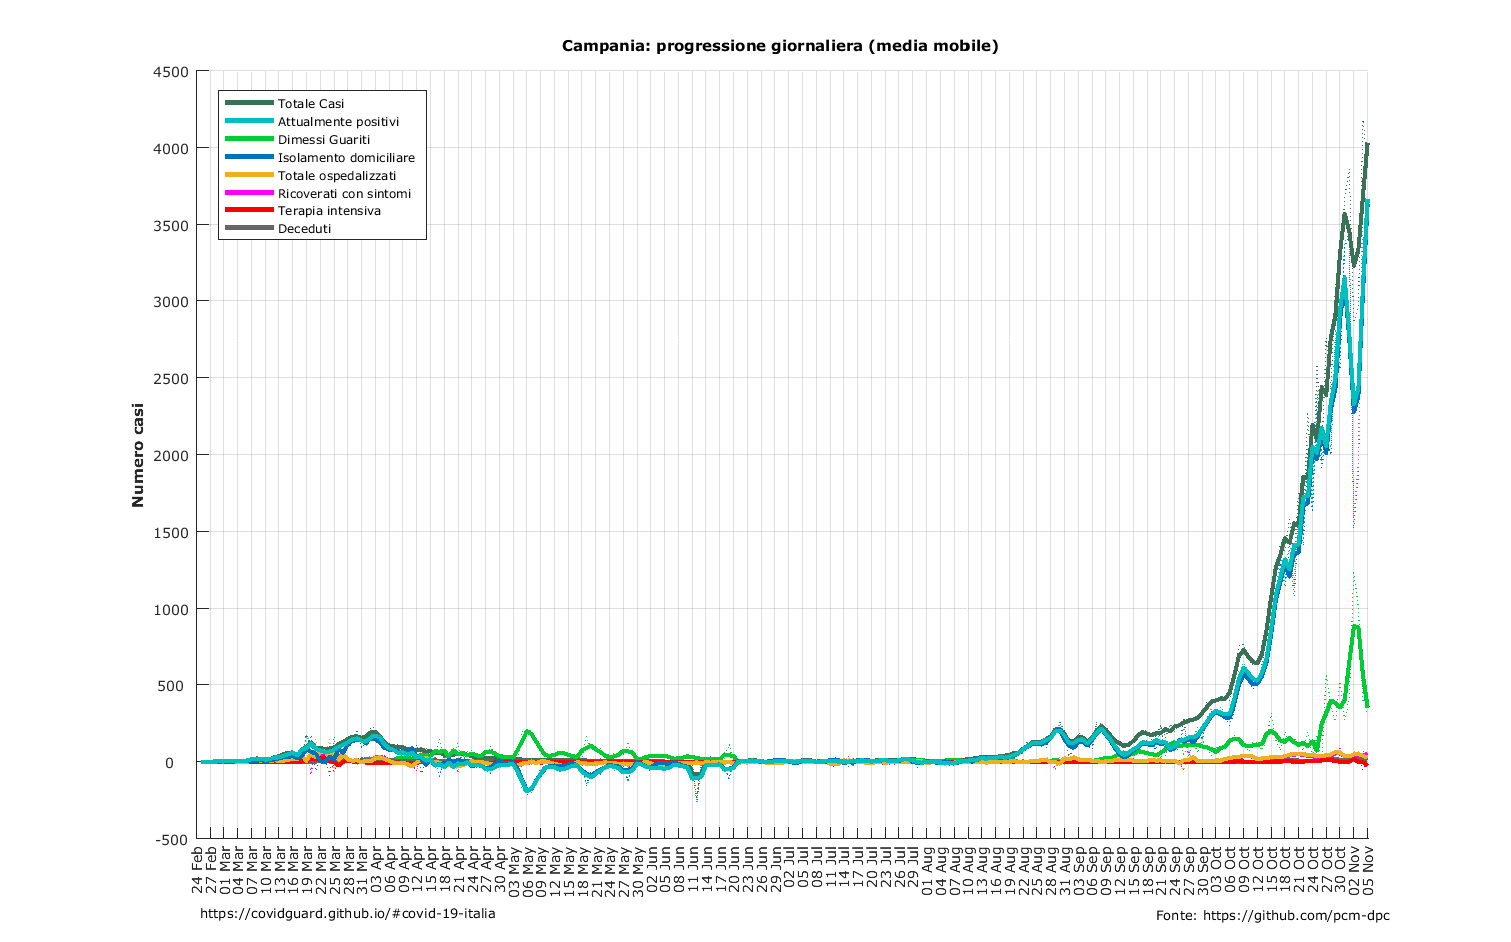 Campania: progressione giornaliera (media mobile)
4500
4000
3500
3000
2500
2000
1500
1000
500
0
-500
Numero casi
Totale Casi
Attualmente positivi
Dimessi Guariti
Isolamento domiciliare
Totale ospedalizzati
Ricoverati con sintomi
Terapia intensiva
Deceduti
24 Feb
27 Feb
01 Mar
04 Mar
07 Mar
10 Mar
13 Mar
16 Mar
19 Mar
22 Mar
25 Mar
28 Mar
31 Mar
03 Apr
06 Apr
09 Apr
12 Apr
15 Apr
18 Apr
21 Apr
24 Apr
27 Apr
30 Apr
03 May
06 May
09 May
12 May
15 May
18 May
21 May
24 May
27 May
30 May
02 Jun
05 Jun
08 Jun
11 Jun
14 Jun
17 Jun
20 Jun
23 Jun
26 Jun
29 Jun
02 Jul
05 Jul
08 Jul
11 Jul
14 Jul
17 Jul
20 Jul
23 Jul
26 Jul
29 Jul
01 Aug
04 Aug
07 Aug
10 Aug
13 Aug
16 Aug
19 Aug
22 Aug
25 Aug
28 Aug
31 Aug
03 Sep
06 Sep
09 Sep
12 Sep
15 Sep
18 Sep
21 Sep
24 Sep
27 Sep
30 Sep
03 Oct
06 Oct
09 Oct
12 Oct
15 Oct
18 Oct
21 Oct
24 Oct
27 Oct
30 Oct
02 Nov
05 Nov
https://covidguard.github.io/#covid-19-italia
Fonte: https://github.com/pcm-dpc